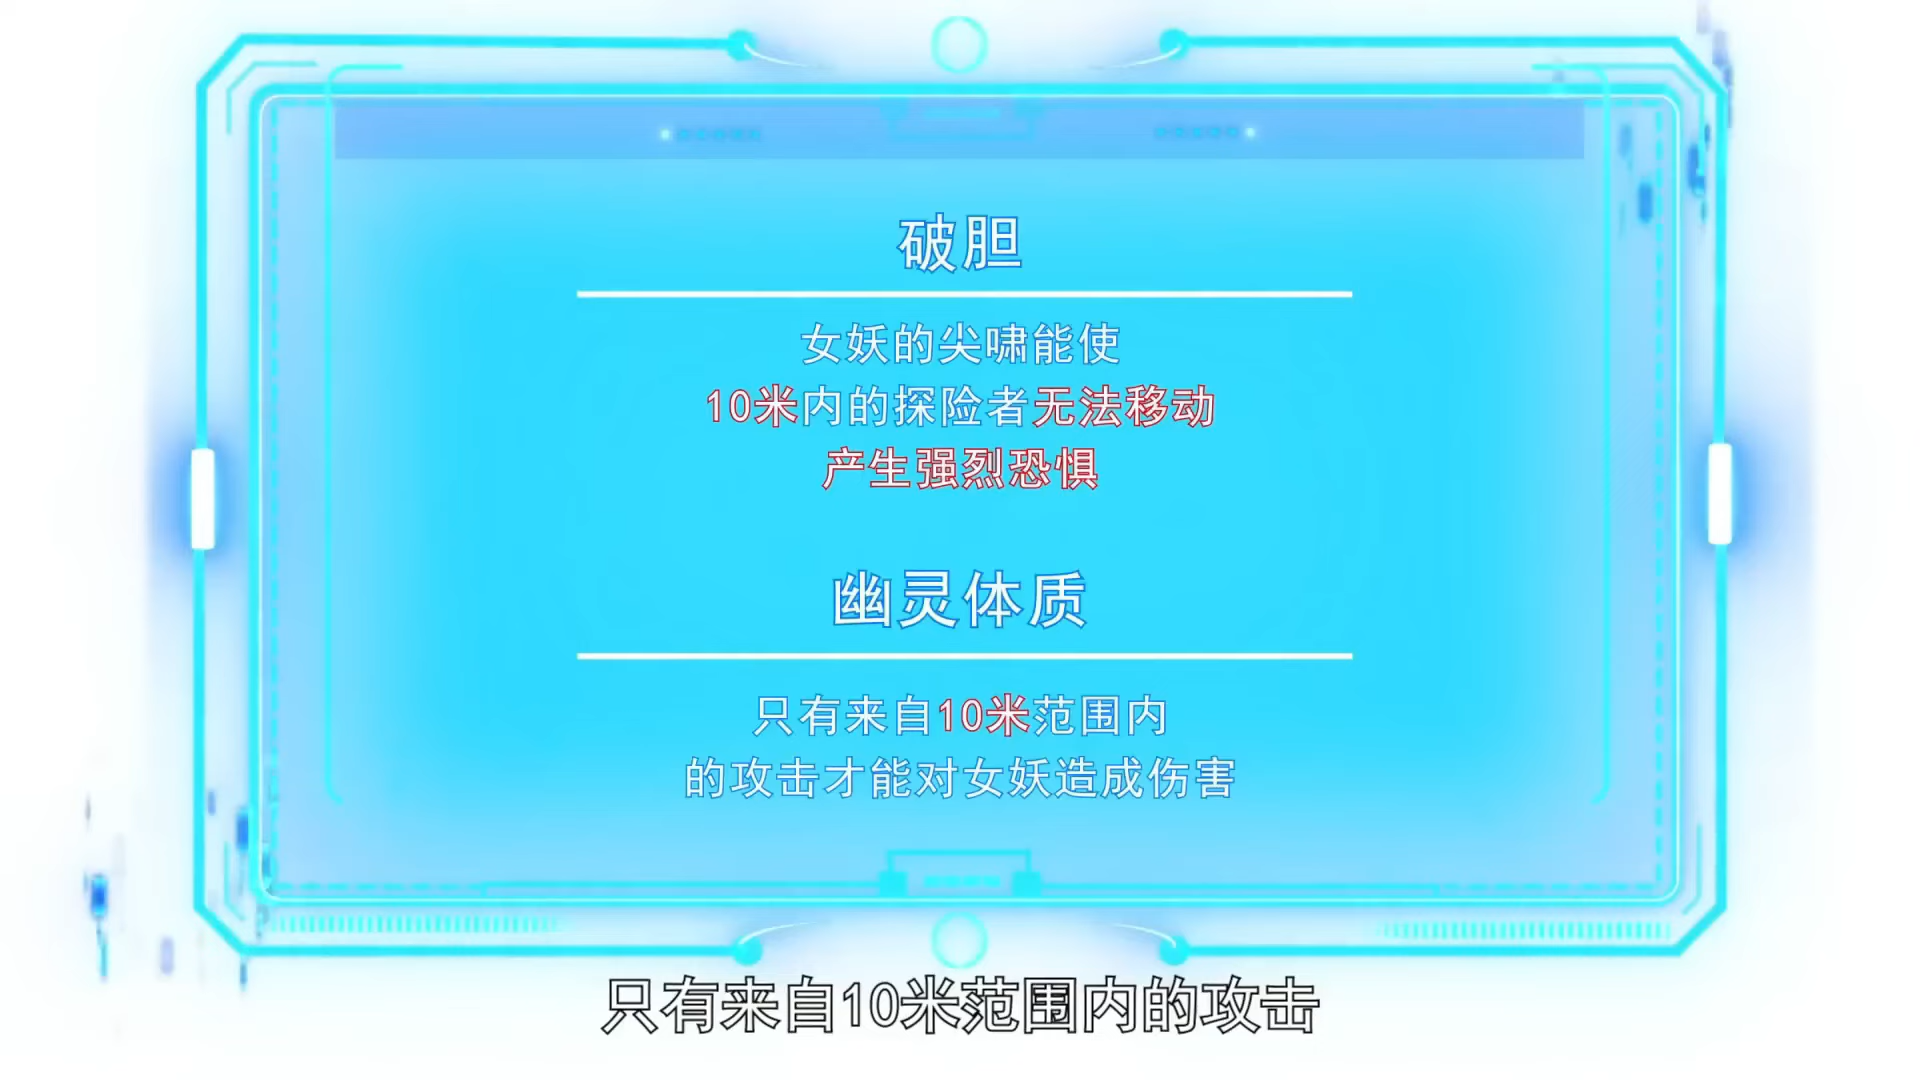 破胆
女妖的尖啸能使
10米内的探险者无法移动
产生强烈恐惧
幽灵体质
只有来自10米范围内
的攻击才能对女妖造成伤害
只有来自10米范围内的攻击